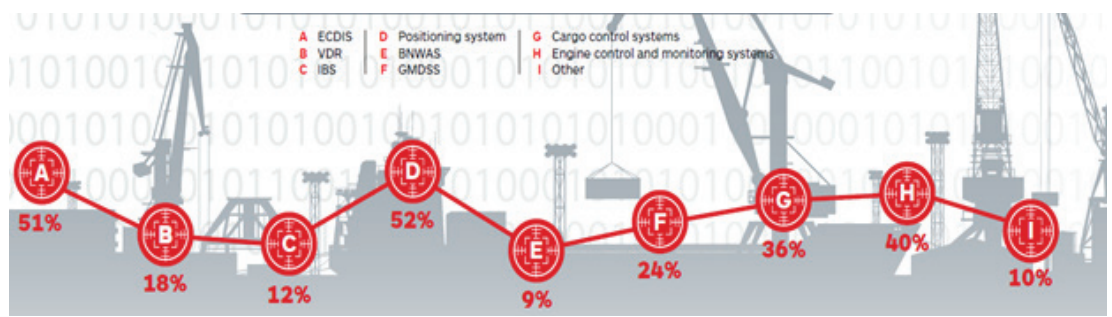 A ECDIS
B VDR
C IBS
D Positioning system
E BNWAS
F GMDSS
G Cargo control systems
H Engine control and monitoring systems
I Other
A
51%
B
18%
C
12%
D
52%
E
9%
F
24%
G
36%
H
40%
I
10%